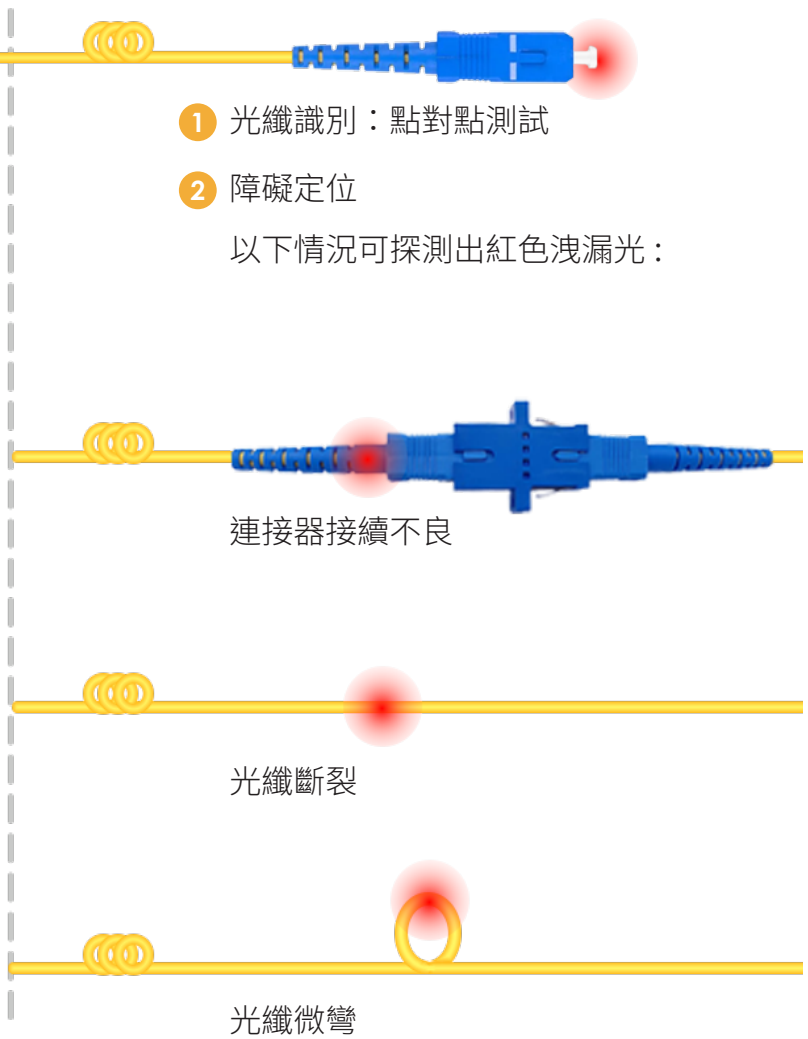 1 光纖識別：點對點測試
2 障礙定位
以下情況可探測出紅色洩漏光：
連接器接續不良
光纖斷裂
光纖微彎